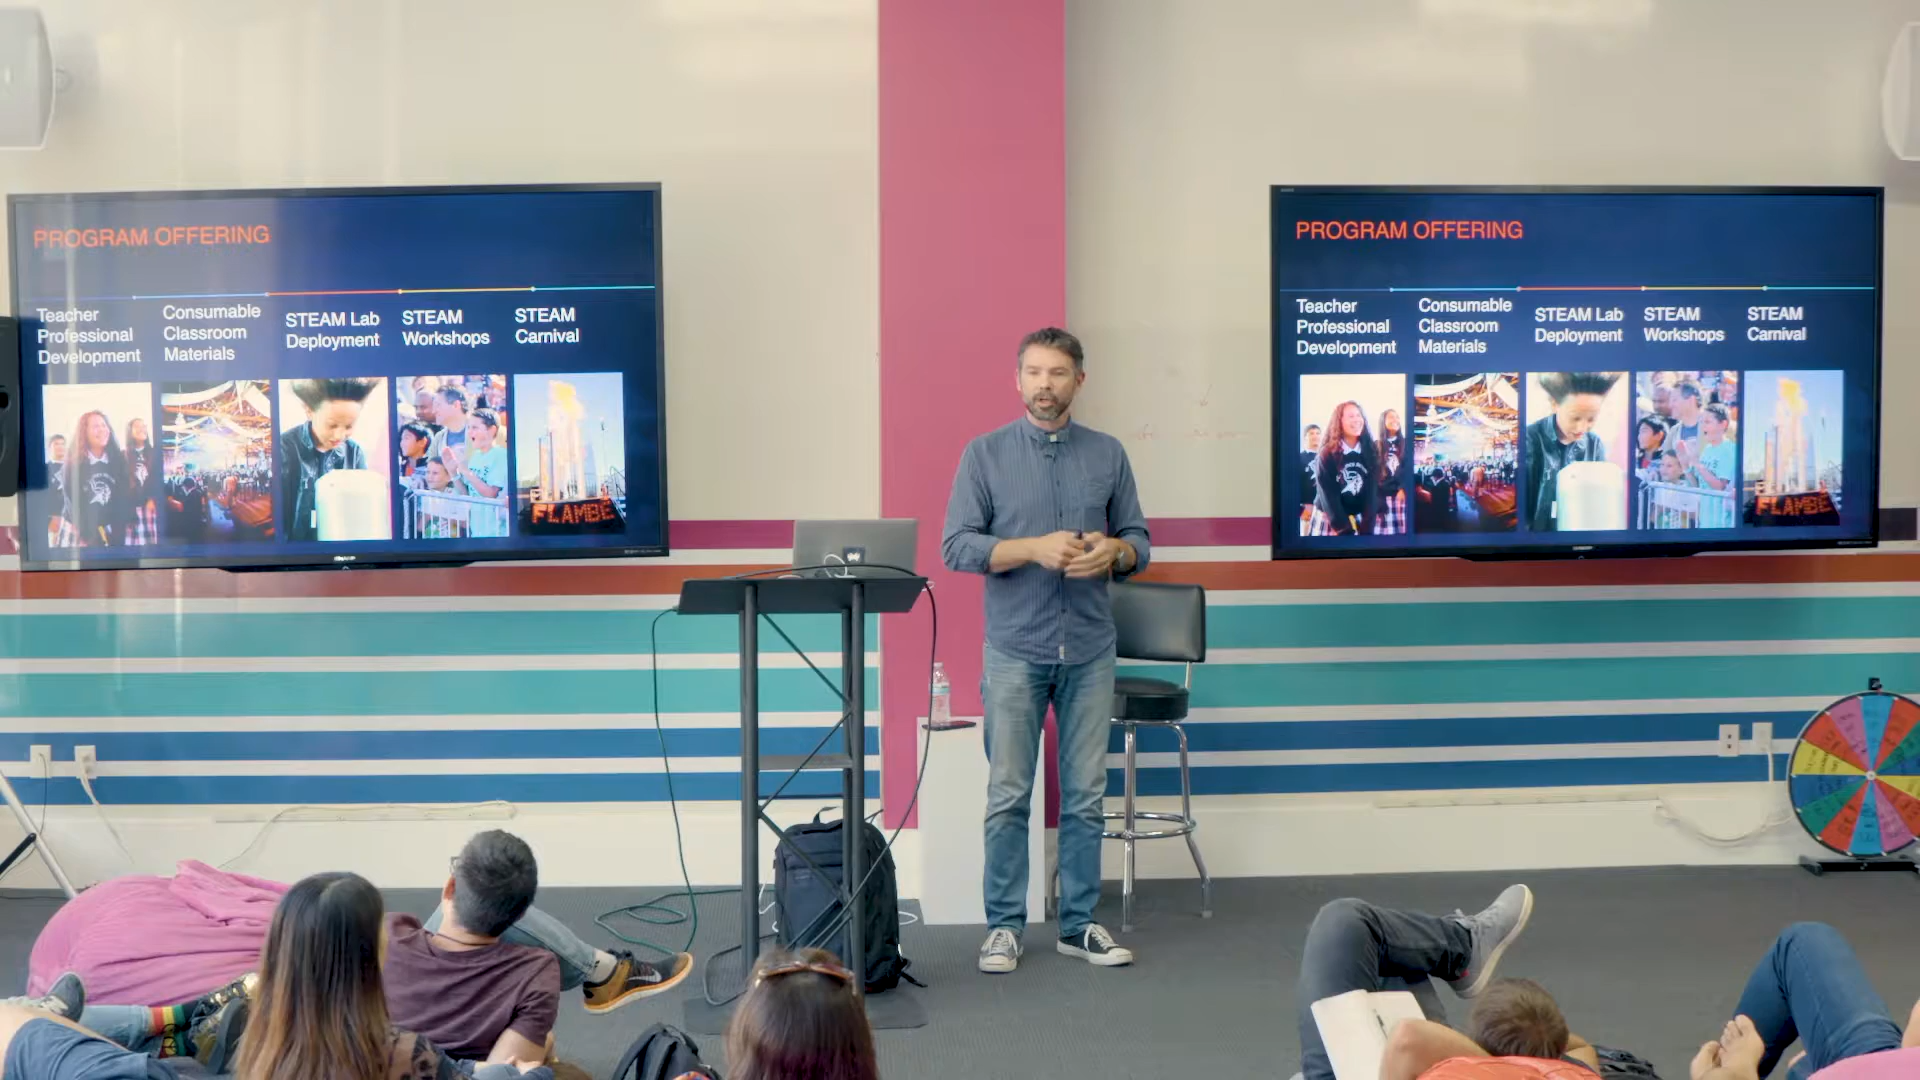 PROGRAM OFFERING
Teacher
Professional
Development
Consumable
Classroom
Materials
STEAM Lab
Deployment
STEAM
Workshops
STEAM
Carnival
FLAMBE
PROGRAM OFFERING
Teacher
Professional
Development
Consumable
Classroom
Materials
STEAM Lab
Deployment
STEAM
Workshops
STEAM
Carnival
FLAMBE